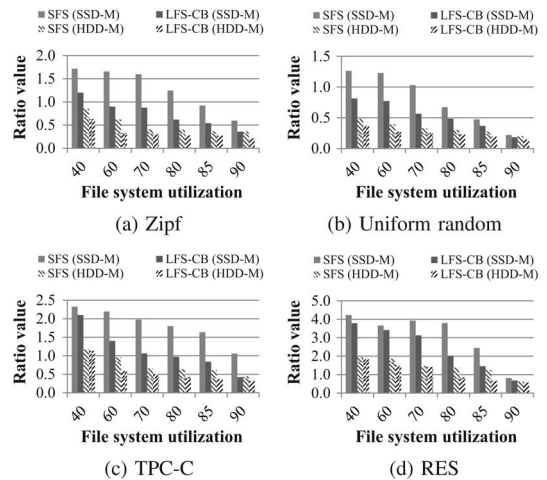 SFS (SSD-M) LFS-CB (SSD-M)
SFS (HDD-M) LFS-CB (HDD-M)
Ratio value
2.0
1.5
1.0
0.5
0.0
40 60 70 80 85 90
File system utilization
(a) Zipf
SFS (SSD-M) LFS-CB (SSD-M)
SFS (HDD-M) LFS-CB (HDD-M)
Ratio value
1.5
1.0
0.5
0.0
40 60 70 80 85 90
File system utilization
(b) Uniform random
SFS (SSD-M) LFS-CB (SSD-M)
SFS (HDD-M) LFS-CB (HDD-M)
Ratio value
2.5
2.0
1.5
1.0
0.5
0.0
40 60 70 80 85 90
File system utilization
(c) TPC-C
SFS (SSD-M) LFS-CB (SSD-M)
SFS (HDD-M) LFS-CB (HDD-M)
Ratio value
5.0
4.0
3.0
2.0
1.0
0.0
40 60 70 80 85 90
File system utilization
(d) RES